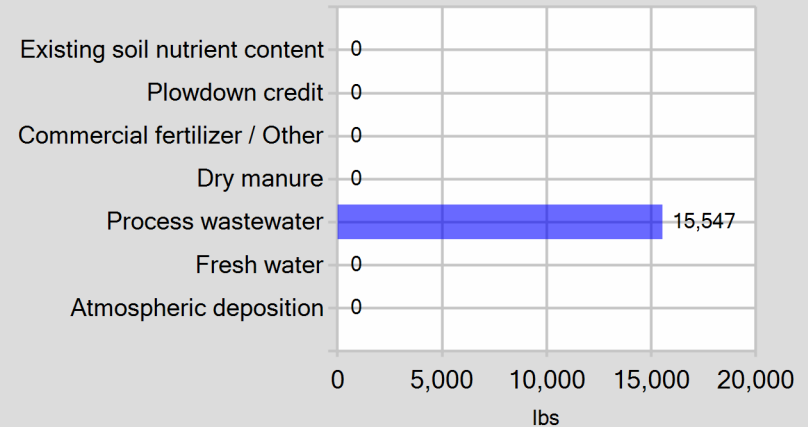 Existing soil nutrient content 0
Plowdown credit 0
Commercial fertilizer / Other 0
Dry manure 0
Process wastewater 15,547
Fresh water 0
Atmospheric deposition 0
0 5,000 10,000 15,000 20,000
lbs